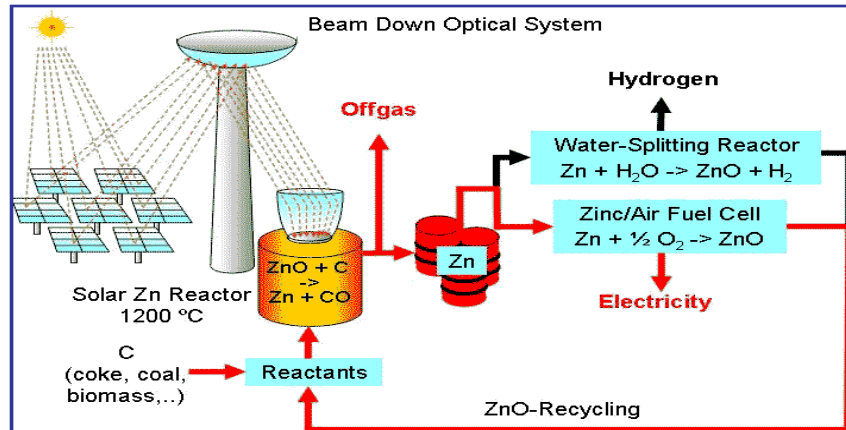 Beam Down Optical System
Hydrogen
Offgas
Water-Splitting Reactor
Zn + H₂O -> ZnO + H₂
Zinc/Air Fuel Cell
Zn + ½ O₂ -> ZnO
Zn
ZnO + C
->
Zn + CO
Solar Zn Reactor
1200 ºC
Electricity
C
(coke, coal,
biomass,..)
Reactants
ZnO-Recycling